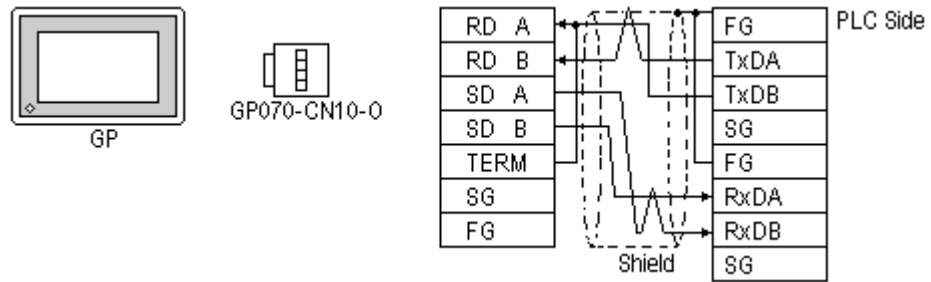 GP
GP070-CN10-0
RD A
RD B
SD A
SD B
TERM
SG
FG
Shield
FG
TxDA
TxDB
SG
FG
RxDA
RxDB
SG
PLC Side